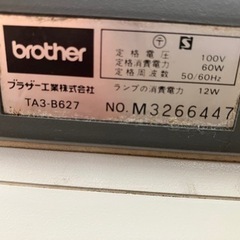 brother
ブラザー工業株式会社
TA3-B627
〒 S
定格電圧 100V
定格消費電力 60W
定格周波数 50/60Hz
ランプの消費電力 12W
NO.M3266447